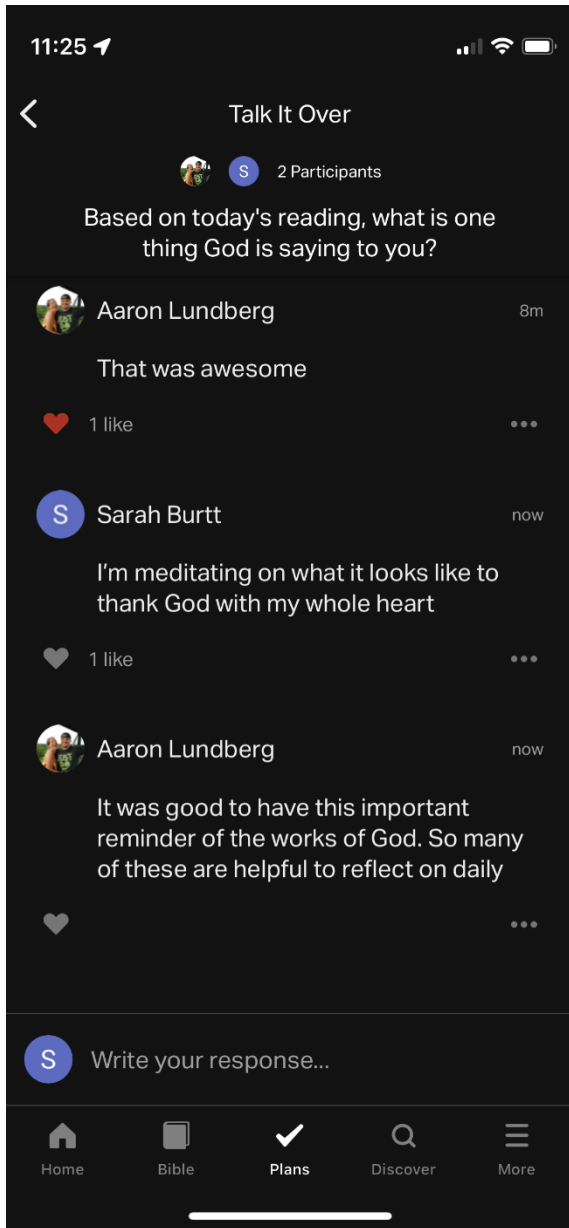 11:25
Talk It Over
S 2 Participants
Based on today's reading, what is one
thing God is saying to you?
Aaron Lundberg 8m
That was awesome
1 like
S Sarah Burtt now
I'm meditating on what it looks like to
thank God with my whole heart
1 like
Aaron Lundberg now
It was good to have this important
reminder of the works of God. So many
of these are helpful to reflect on daily
S Write your response...
Home Bible Plans Discover More